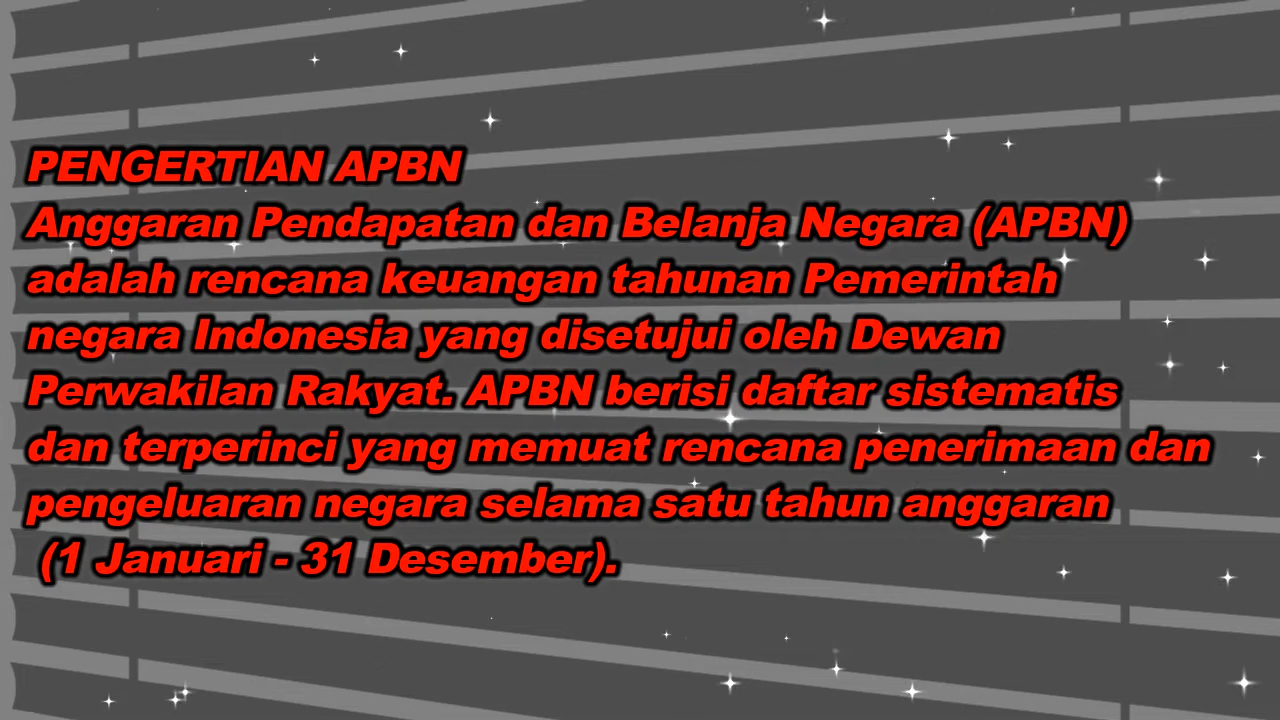 PENGERTIAN APBN
Anggaran Pendapatan dan Belanja Negara (APBN)
adalah rencana keuangan tahunan Pemerintah
negara Indonesia yang disetujui oleh Dewan
Perwakilan Rakyat. APBN berisi daftar sistematis
dan terperinci yang memuat rencana penerimaan dan
pengeluaran negara selama satu tahun anggaran
(1 Januari - 31 Desember).